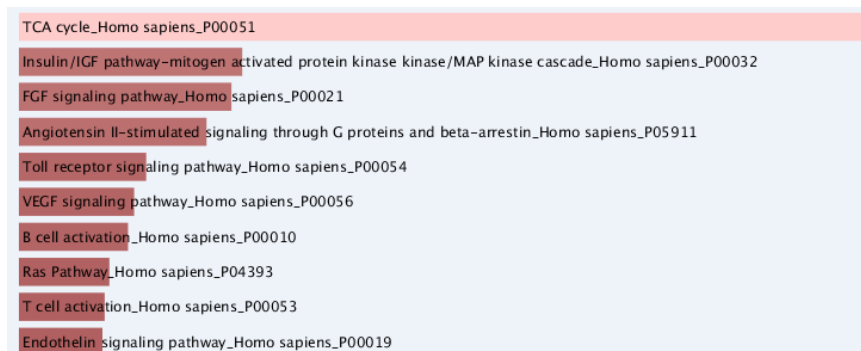 TCA cycle_Homo sapiens_P00051
Insulin/IGF pathway-mitogen activated protein kinase kinase/MAP kinase cascade_Homo sapiens_P00032
FGF signaling pathway_Homo sapiens_P00021
Angiotensin II-stimulated signaling through G proteins and beta-arrestin_Homo sapiens_P05911
Toll receptor signaling pathway_Homo sapiens_P00054
VEGF signaling pathway_Homo sapiens_P00056
B cell activation_Homo sapiens_P00010
Ras Pathway_Homo sapiens_P04393
T cell activation_Homo sapiens_P00053
Endothelin signaling pathway_Homo sapiens_P00019